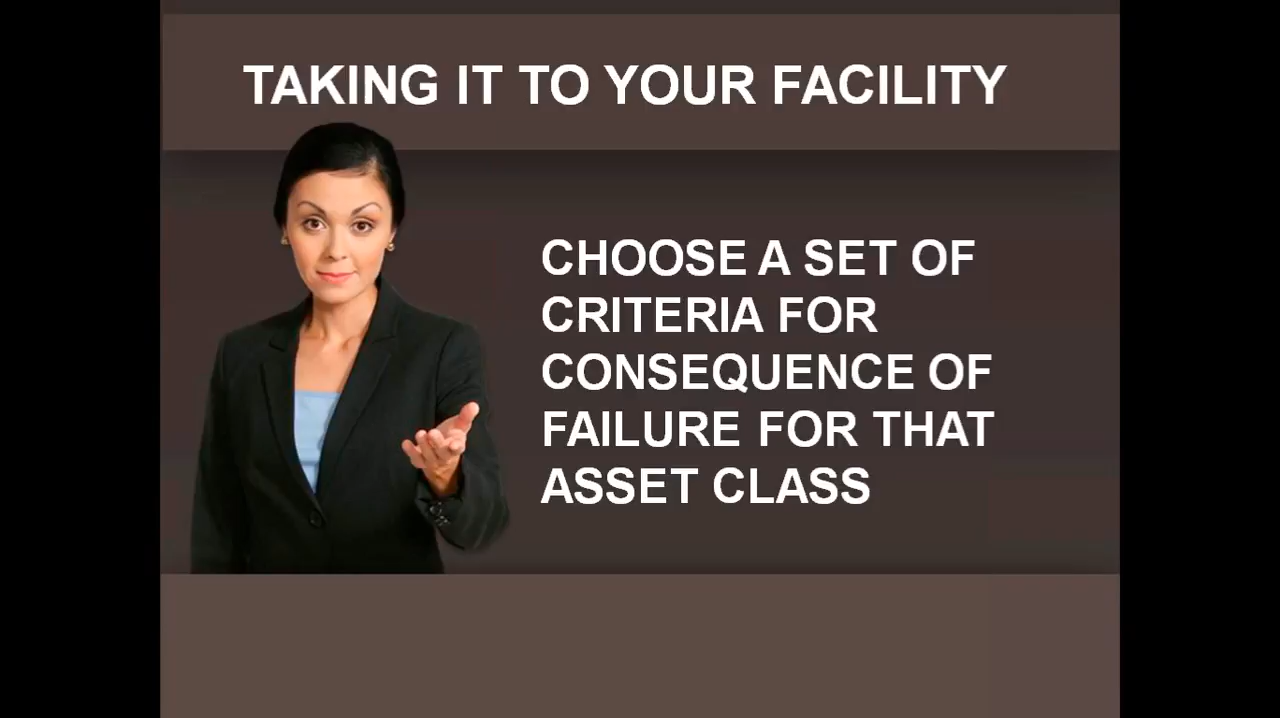 TAKING IT TO YOUR FACILITY
CHOOSE A SET OF
CRITERIA FOR
CONSEQUENCE OF
FAILURE FOR THAT
ASSET CLASS